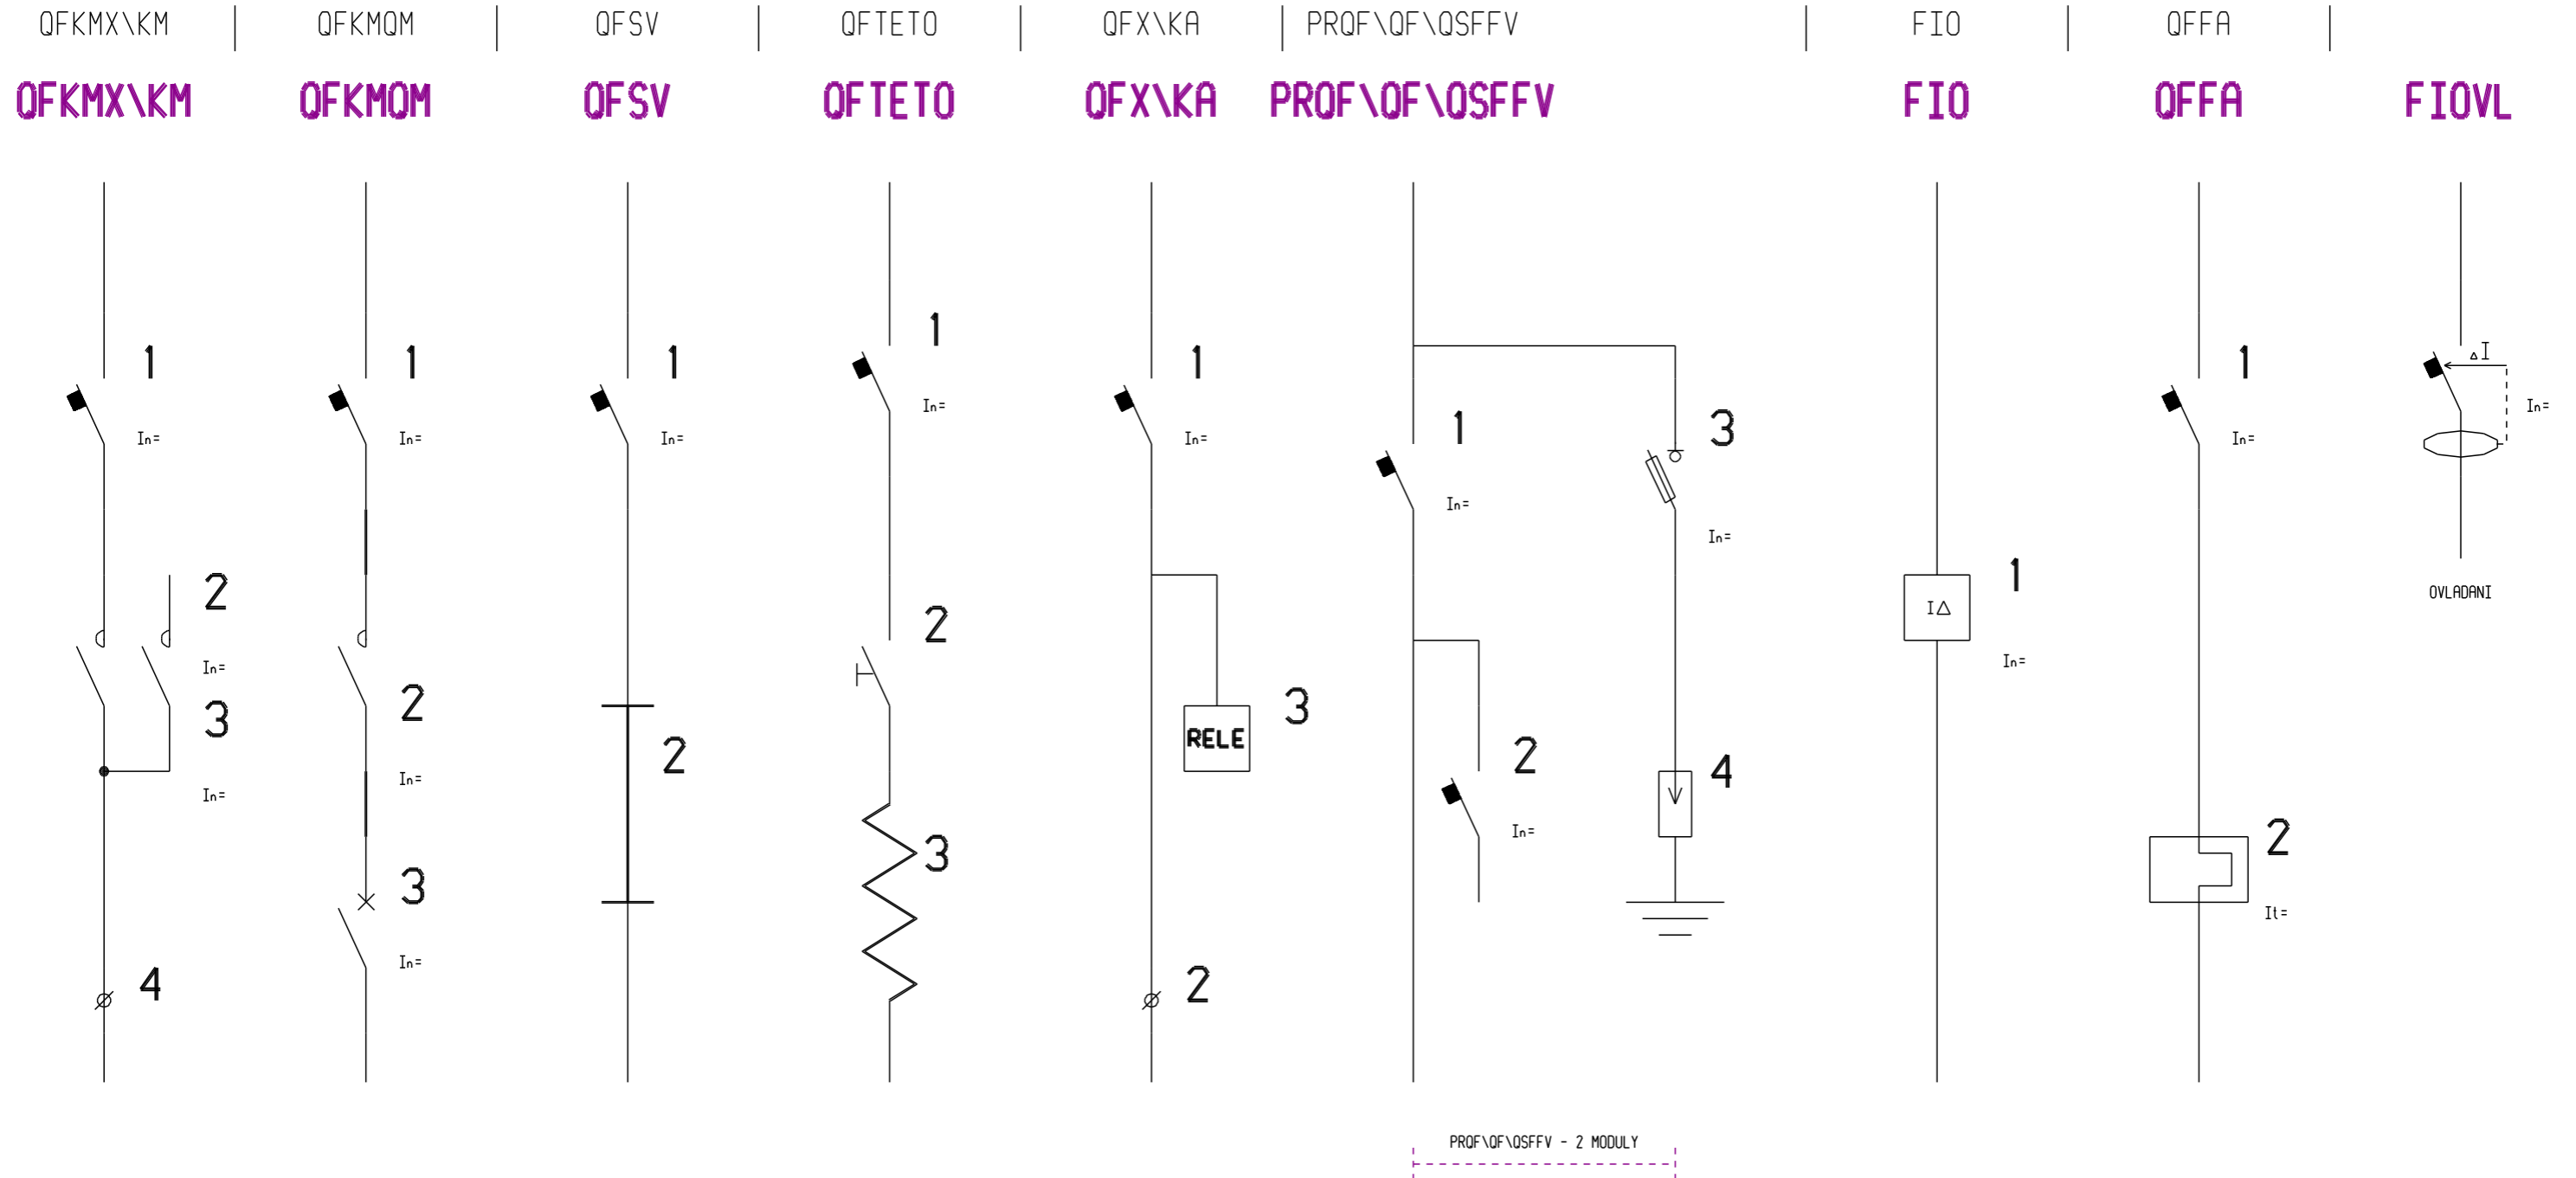 QFKMX\KM
QFKMQM
QFSV
QFTETO
QFX\KA
PRQF\QF\QSFFV
FIO
QFFA
QFKMX\KM
QFKMQM
QFSV
QFTETO
QFX\KA
PRQF\QF\QSFFV
FIO
QFFA
FIOVL
1
In=
2
In=
3
In=
4
1
In=
2
In=
3
In=
1
In=
2
1
In=
2
3
1
In=
3
RELE
2
1
In=
2
In=
3
In=
4
PRQF\QF\QSFFV - 2 MODULY
1
I△
In=
1
In=
2
It=
△I
In=
OVLADANI